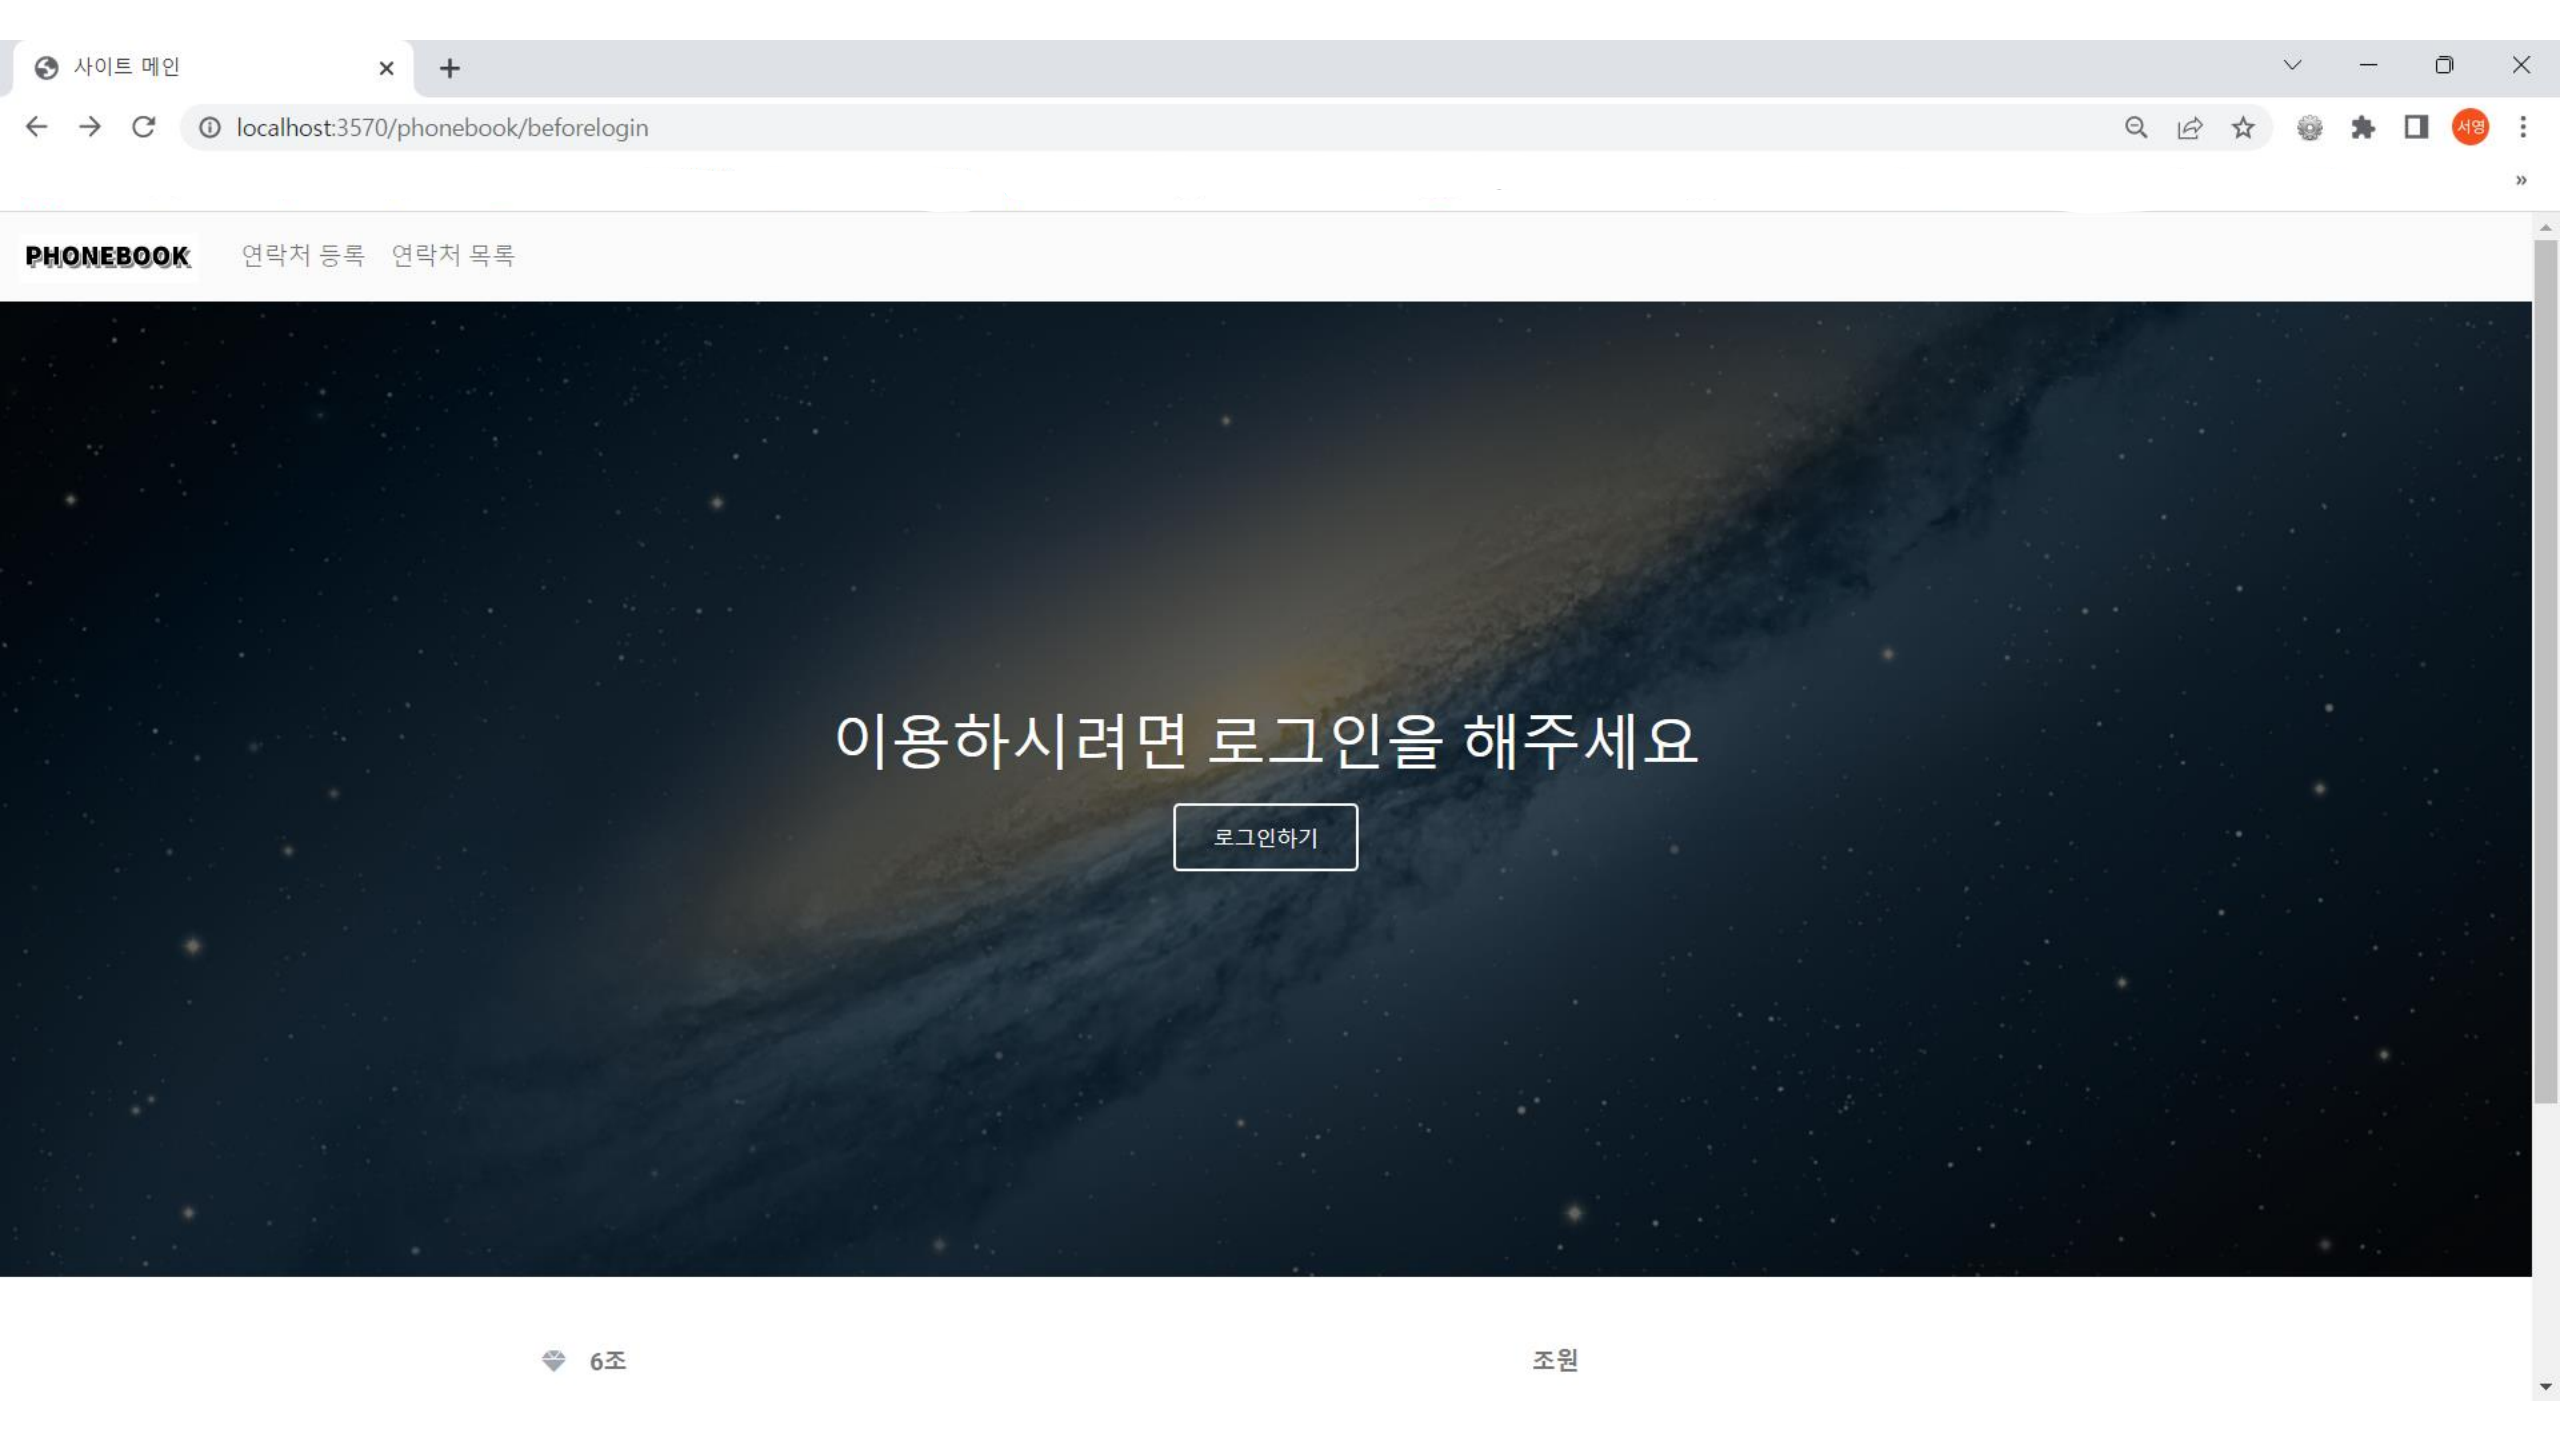 사이트 메인
localhost:3570/phonebook/beforelogin
서영
»
PHONEBOOK 연락처 등록 연락처 목록
이용하시려면 로그인을 해주세요
로그인하기
6조 조원